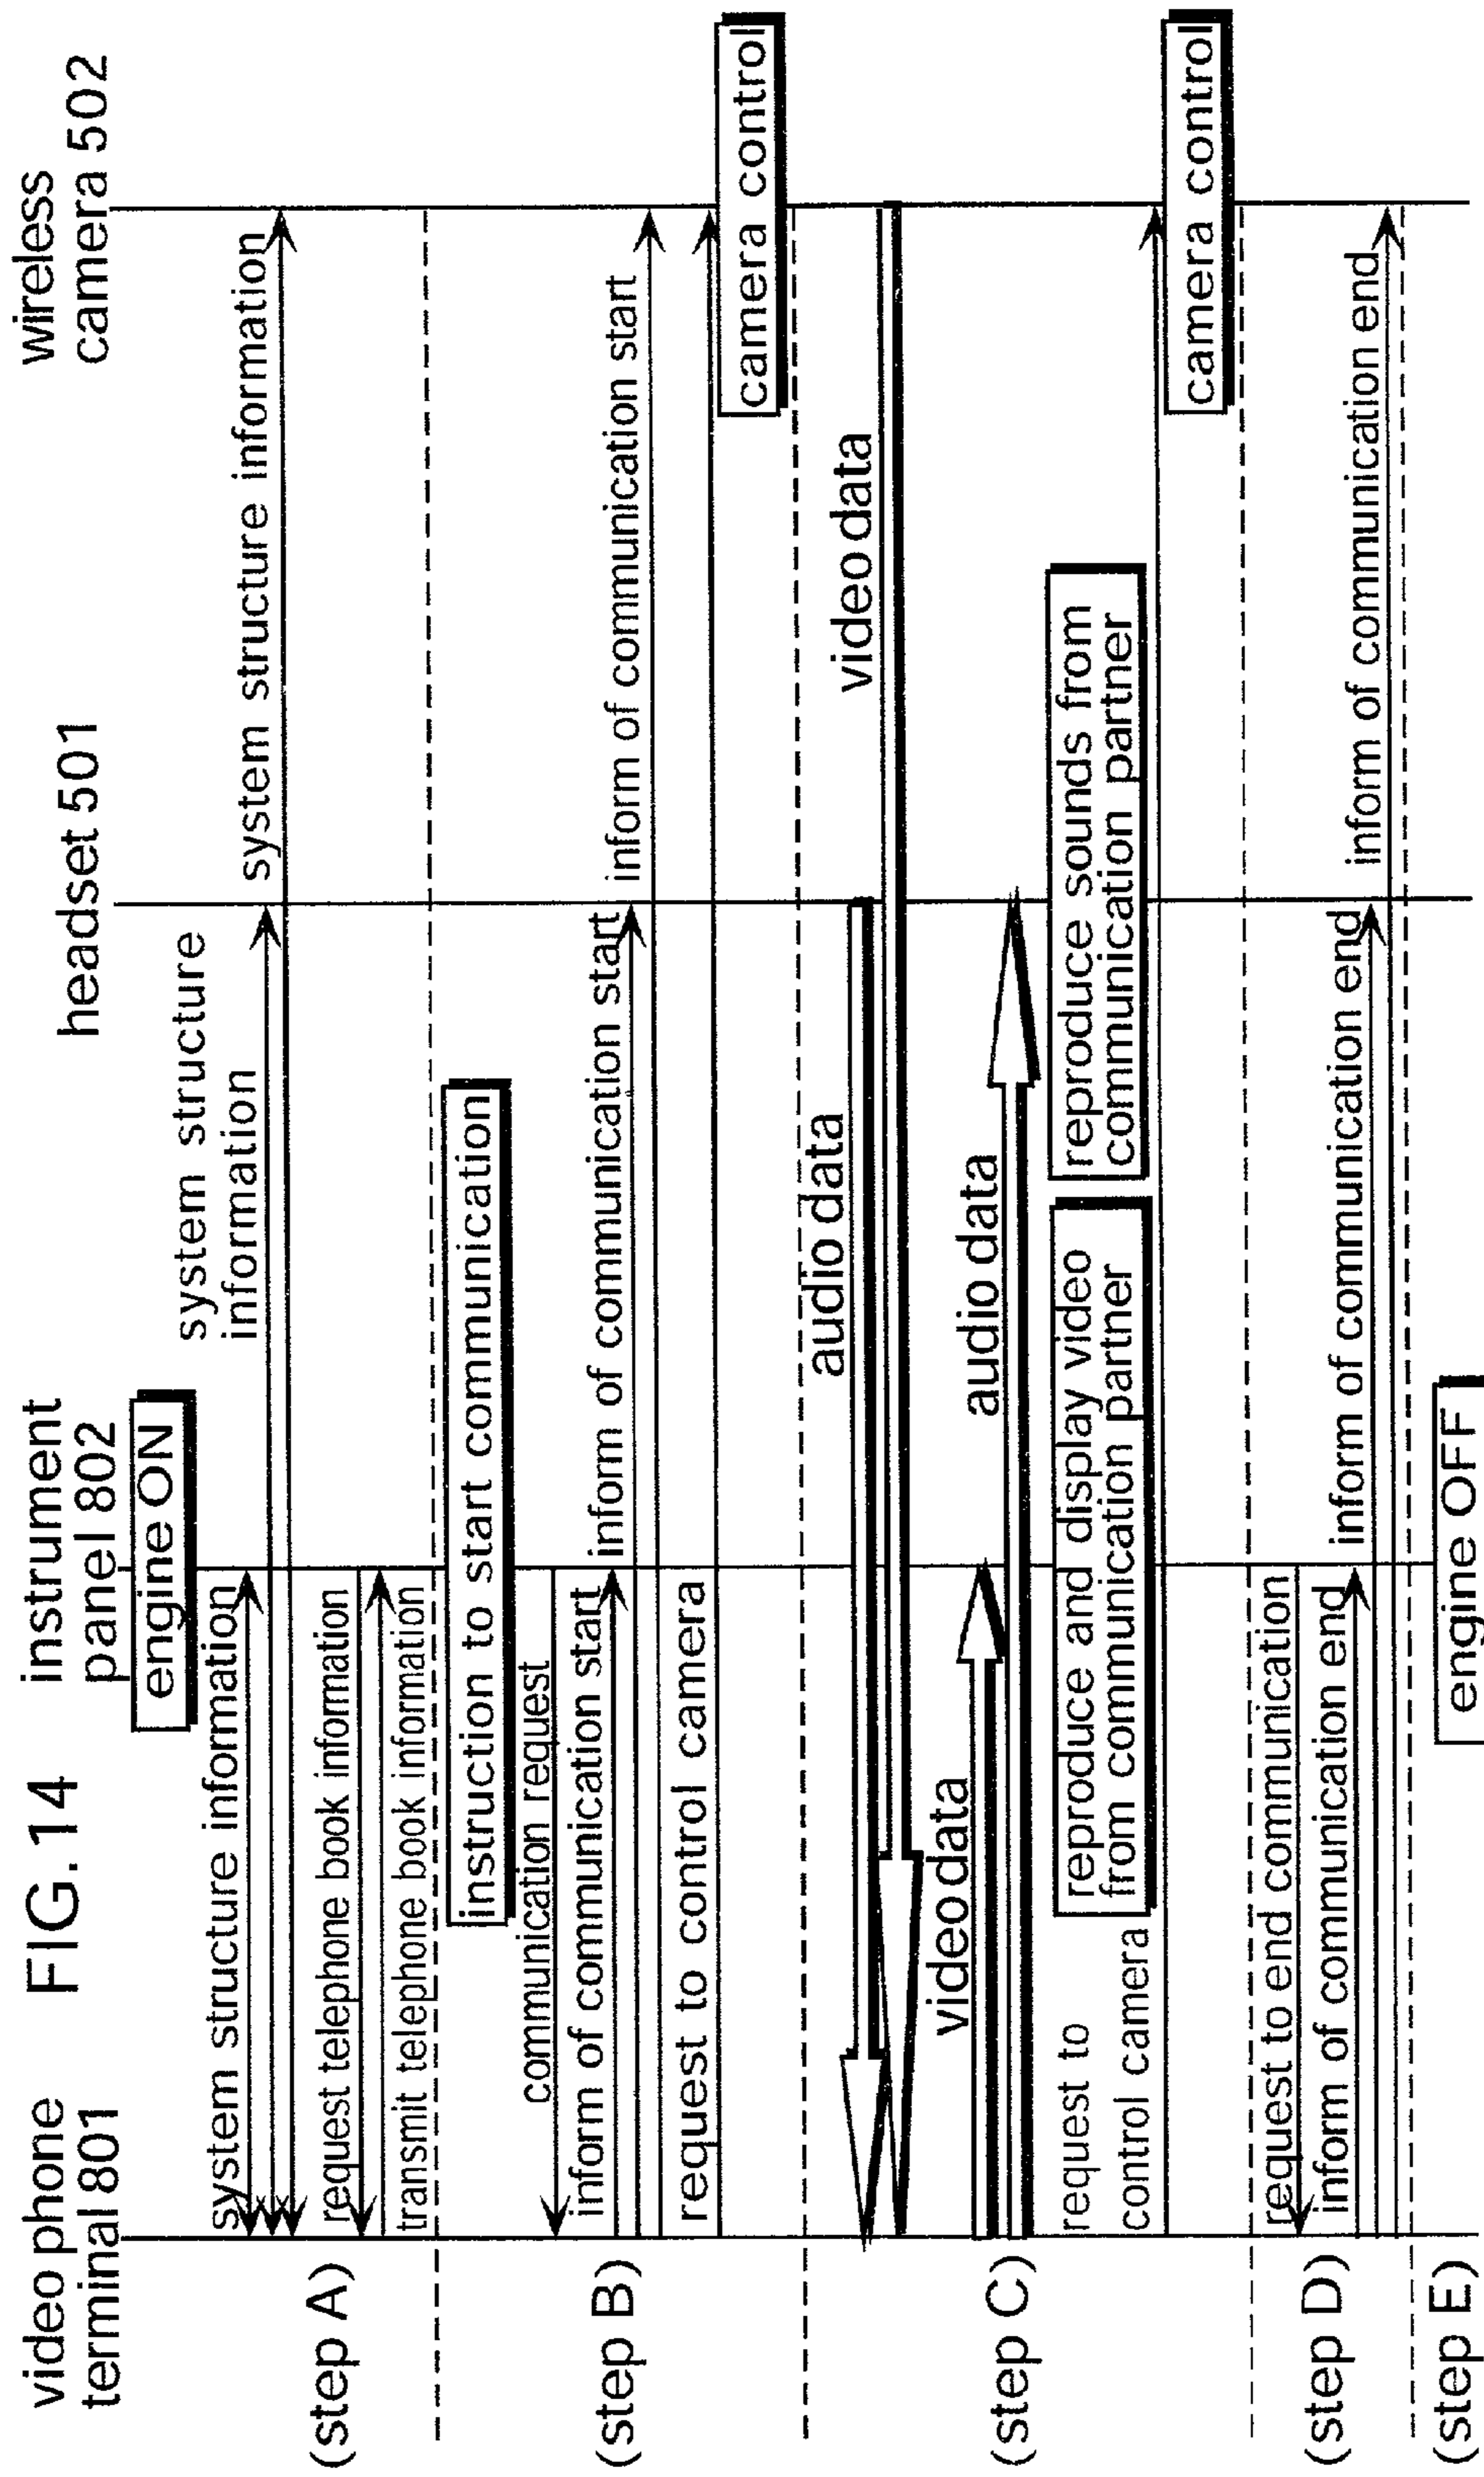 FIG. 14
video phone
terminal 801
instrument
panel 802
headset 501
wireless
camera 502
engine ON
(step A)
system structure information
system structure
information
system structure information
request telephone book information
transmit telephone book information
instruction to start communication
(step B)
communication request
inform of communication start
inform of communication start
inform of communication start
request to control camera
camera control
(step C)
audio data
video data
video data
audio data
reproduce and display video
from communication partner
reproduce sounds from
communication partner
request to
control camera
camera control
(step D)
request to end communication
inform of communication end
inform of communication end
inform of communication end
(step E)
engine OFF